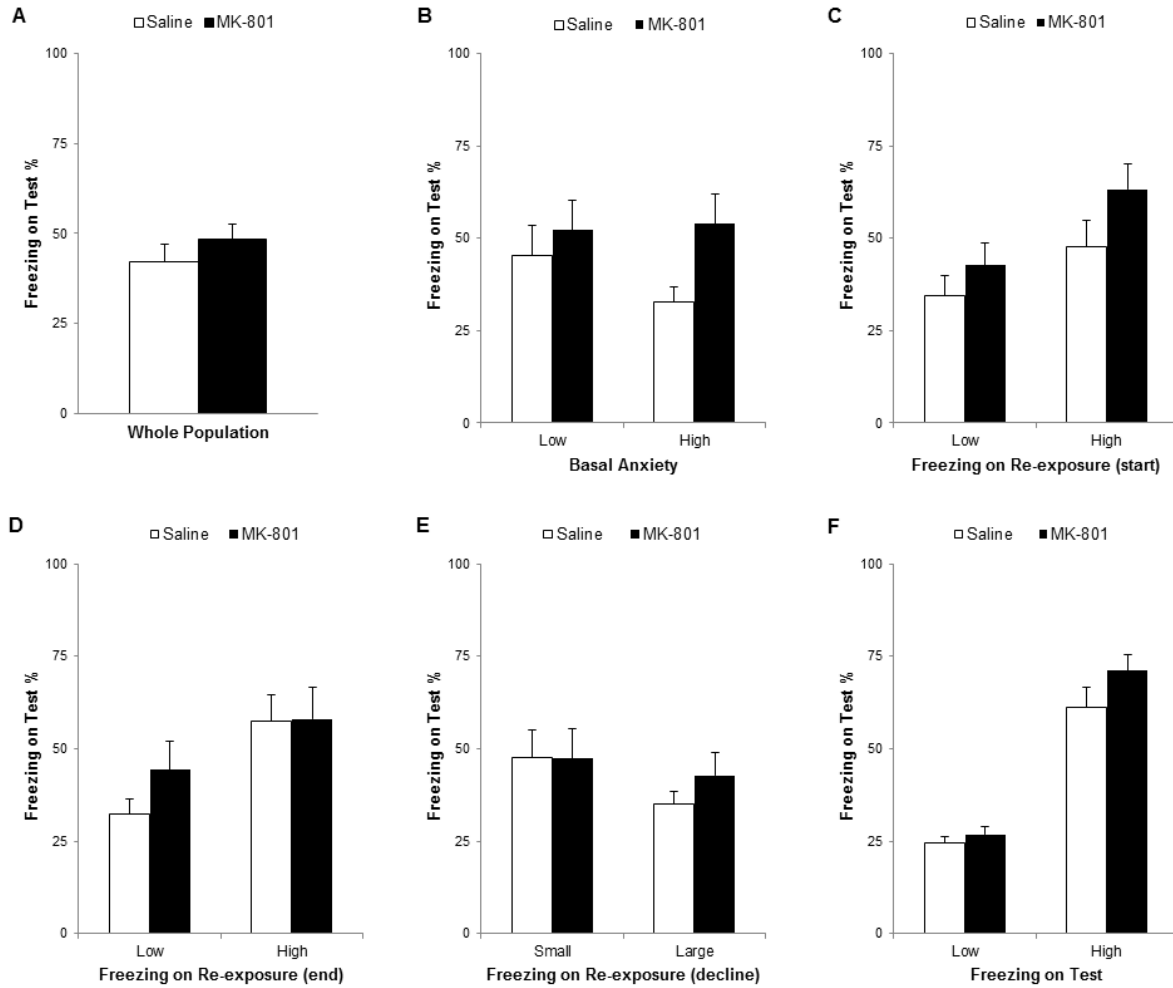 A
Saline MK-801
100
75
50
25
0
Freezing on Test %
Whole Population
B
Saline MK-801
100
75
50
25
0
Freezing on Test %
Low High
Basal Anxiety
C
Saline MK-801
100
75
50
25
0
Freezing on Test %
Low High
Freezing on Re-exposure (start)
D
Saline MK-801
100
75
50
25
0
Freezing on Test %
Low High
Freezing on Re-exposure (end)
E
Saline MK-801
100
75
50
25
0
Freezing on Test %
Small Large
Freezing on Re-exposure (decline)
F
Saline MK-801
100
75
50
25
0
Freezing on Test %
Low High
Freezing on Test